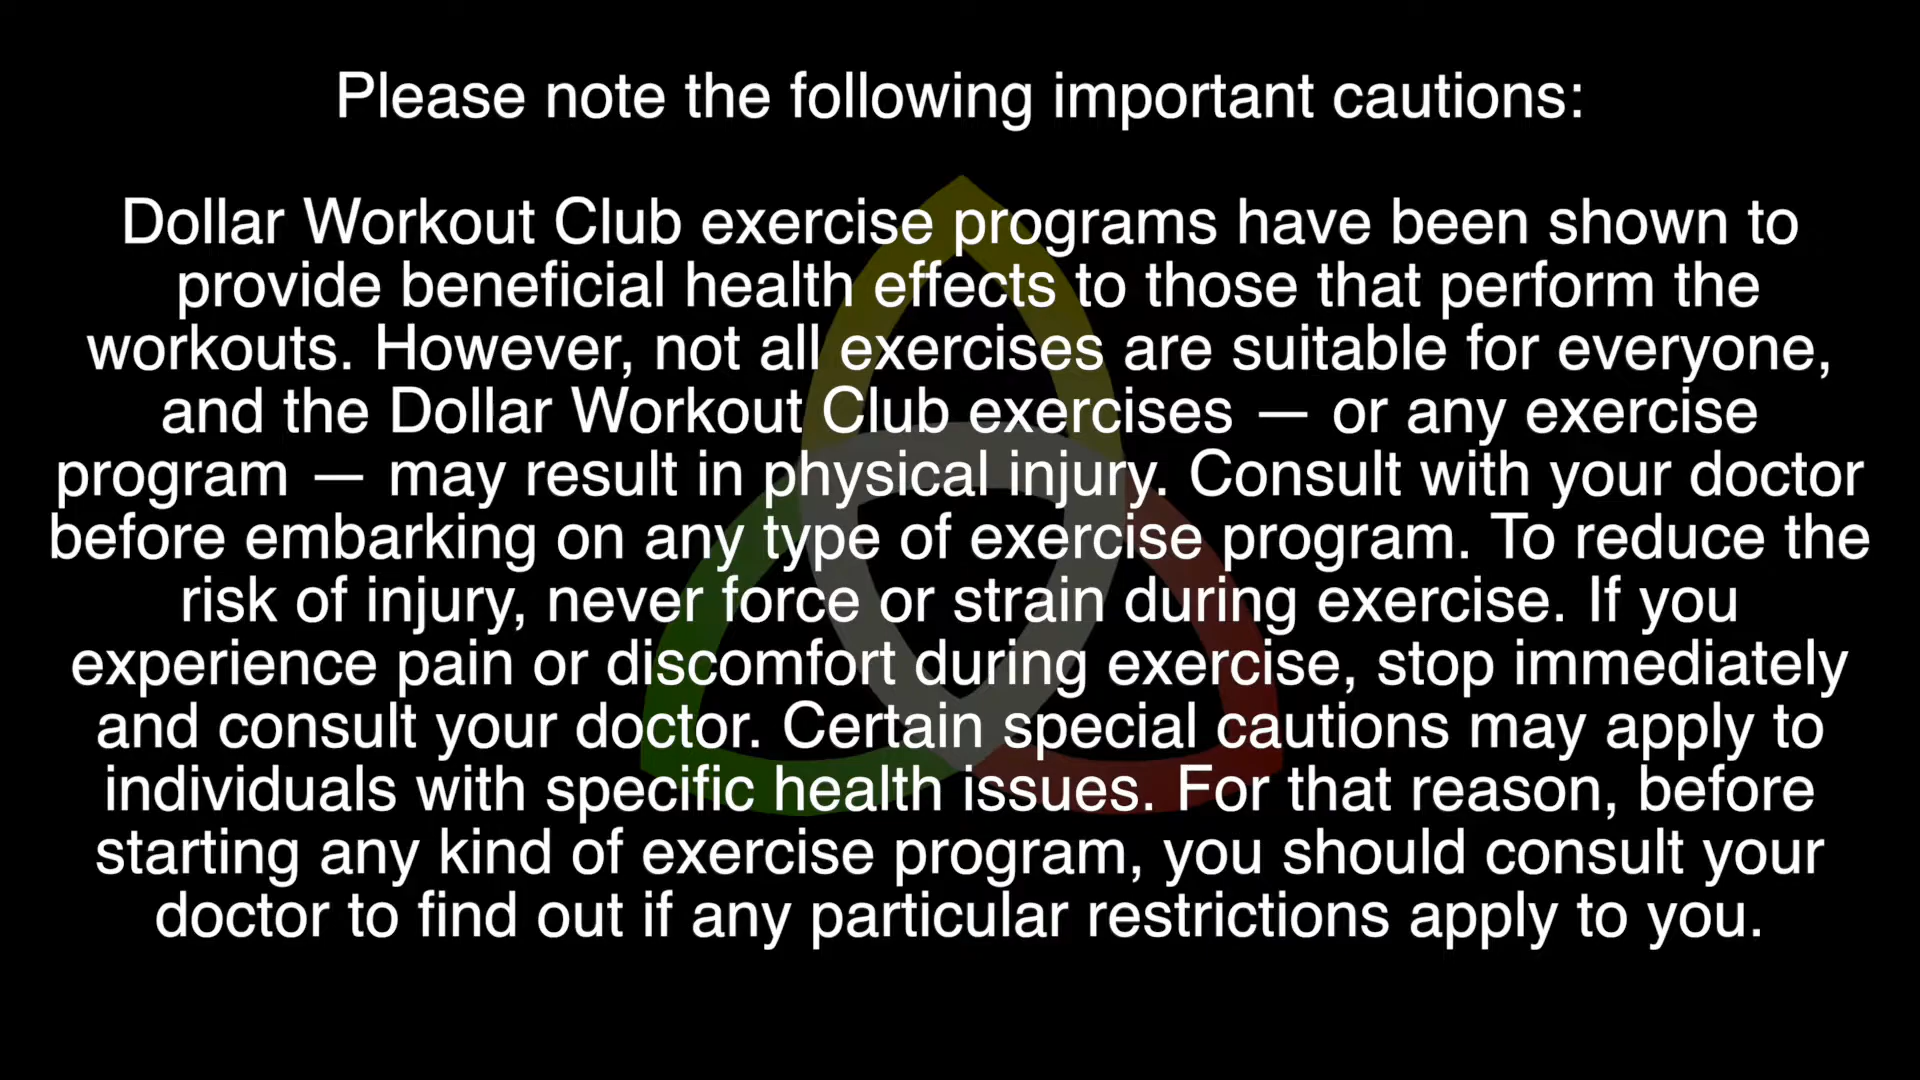 Please note the following important cautions:
Dollar Workout Club exercise programs have been shown to
provide beneficial health effects to those that perform the
workouts. However, not all exercises are suitable for everyone,
and the Dollar Workout Club exercises — or any exercise
program — may result in physical injury. Consult with your doctor
before embarking on any type of exercise program. To reduce the
risk of injury, never force or strain during exercise. If you
experience pain or discomfort during exercise, stop immediately
and consult your doctor. Certain special cautions may apply to
individuals with specific health issues. For that reason, before
starting any kind of exercise program, you should consult your
doctor to find out if any particular restrictions apply to you.